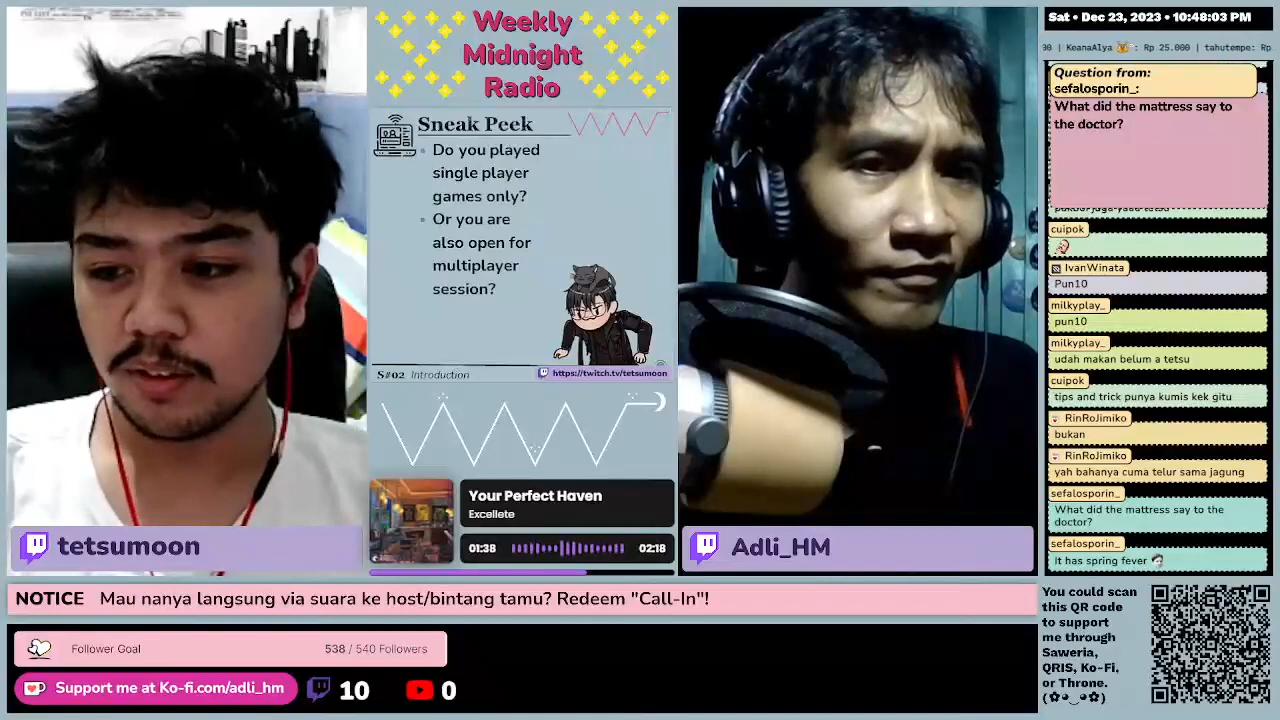 Weekly
Midnight
Radio
Sneak Peek
Do you played
single player
games only?
Or you are
also open for
multiplayer
session?
S#02 Introduction
https://twitch.tv/tetsumoon
Your Perfect Haven
Excellete
01:38
02:18
tetsumoon
Adli_HM
Sat • Dec 23, 2023 • 10:48:03 PM
00 | KeanaAlya : Rp 25.000 | tahutempe: Rp
Question from:
sefalosporin_:
What did the mattress say to
the doctor?
cuipok
IvanWinata
Pun10
milkyplay_
pun10
milkyplay_
udah makan belum a tetsu
cuipok
tips and trick punya kumis kek gitu
RinRoJimiko
bukan
RinRoJimiko
yah bahanya cuma telur sama jagung
sefalosporin_
What did the mattress say to the
doctor?
sefalosporin_
It has spring fever
NOTICE Mau nanya langsung via suara ke host/bintang tamu? Redeem "Call-In"!
Follower Goal
538 / 540 Followers
Support me at Ko-fi.com/adli_hm
10
0
You could scan
this QR code
to support
me through
Saweria,
QRIS, Ko-Fi,
or Throne.